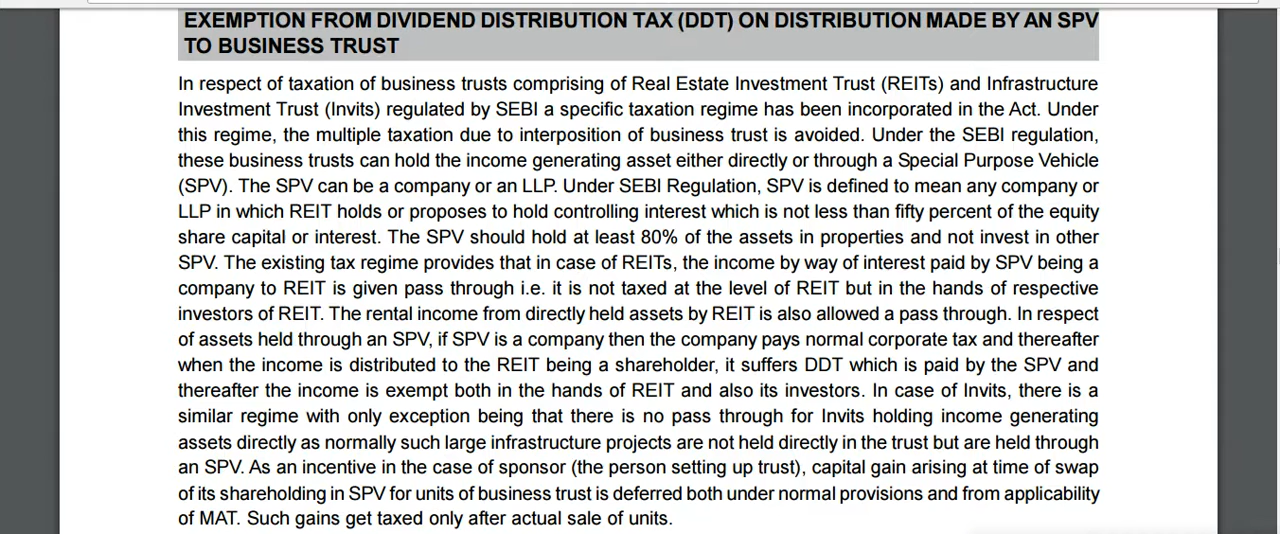 EXEMPTION FROM DIVIDEND DISTRIBUTION TAX (DDT) ON DISTRIBUTION MADE BY AN SPV
TO BUSINESS TRUST
In respect of taxation of business trusts comprising of Real Estate Investment Trust (REITs) and Infrastructure
Investment Trust (Invits) regulated by SEBI a specific taxation regime has been incorporated in the Act. Under
this regime, the multiple taxation due to interposition of business trust is avoided. Under the SEBI regulation,
these business trusts can hold the income generating asset either directly or through a Special Purpose Vehicle
(SPV). The SPV can be a company or an LLP. Under SEBI Regulation, SPV is defined to mean any company or
LLP in which REIT holds or proposes to hold controlling interest which is not less than fifty percent of the equity
share capital or interest. The SPV should hold at least 80% of the assets in properties and not invest in other
SPV. The existing tax regime provides that in case of REITs, the income by way of interest paid by SPV being a
company to REIT is given pass through i.e. it is not taxed at the level of REIT but in the hands of respective
investors of REIT. The rental income from directly held assets by REIT is also allowed a pass through. In respect
of assets held through an SPV, if SPV is a company then the company pays normal corporate tax and thereafter
when the income is distributed to the REIT being a shareholder, it suffers DDT which is paid by the SPV and
thereafter the income is exempt both in the hands of REIT and also its investors. In case of Invits, there is a
similar regime with only exception being that there is no pass through for Invits holding income generating
assets directly as normally such large infrastructure projects are not held directly in the trust but are held through
an SPV. As an incentive in the case of sponsor (the person setting up trust), capital gain arising at time of swap
of its shareholding in SPV for units of business trust is deferred both under normal provisions and from applicability
of MAT. Such gains get taxed only after actual sale of units.